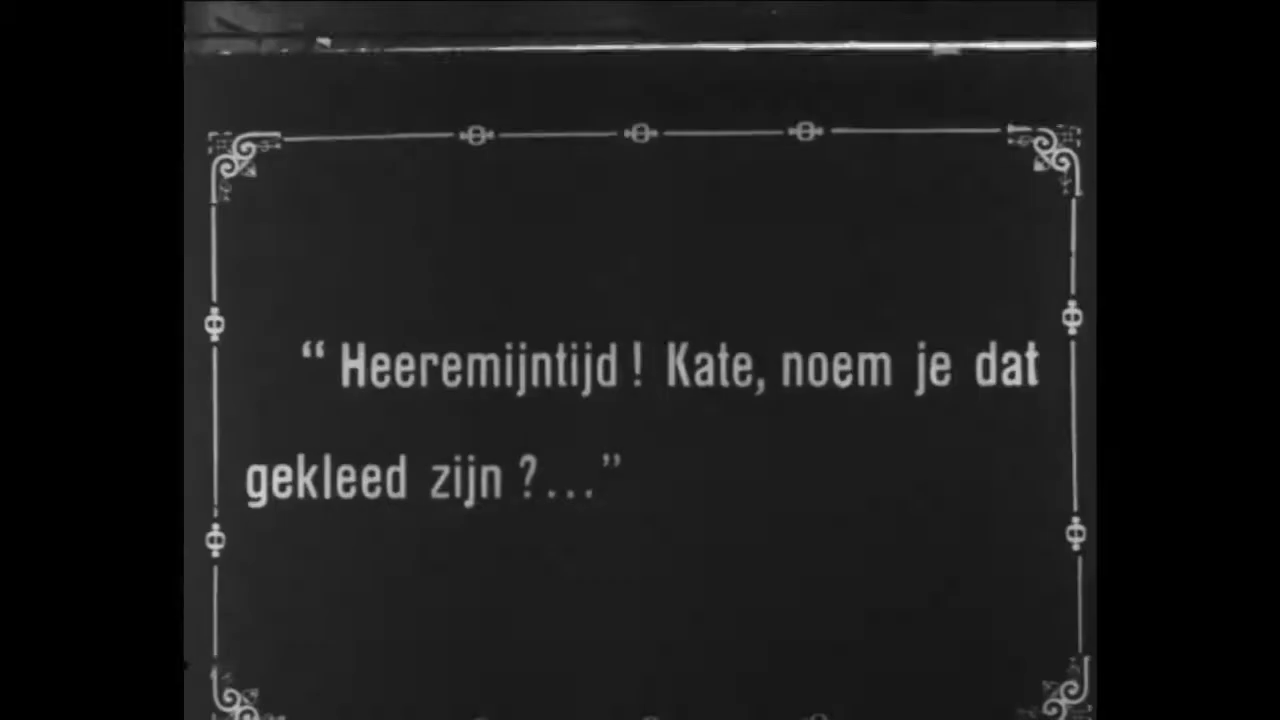 “ Heeremijntijd ! Kate, noem je dat
gekleed zijn ?...”